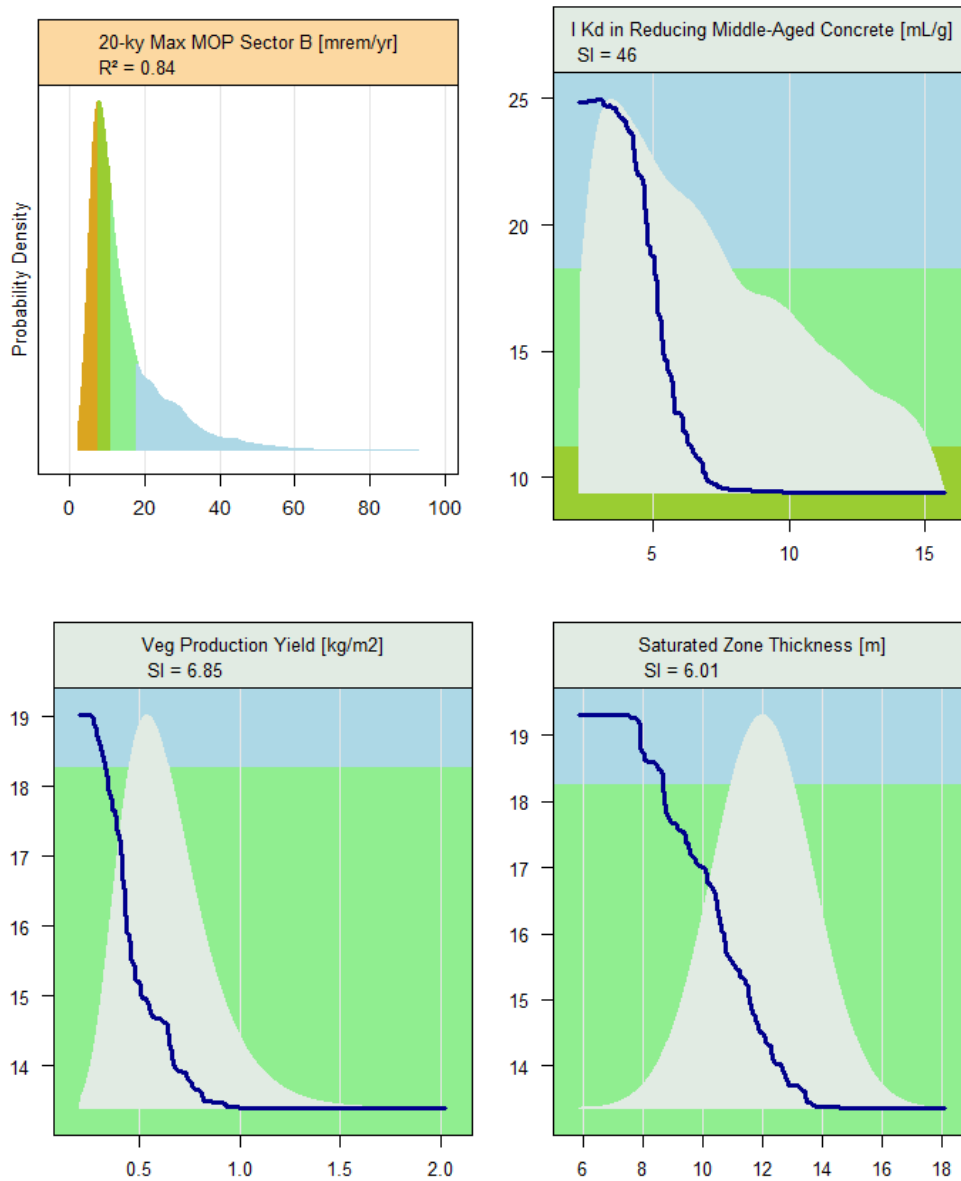 20-ky Max MOP Sector B [mrem/yr]
R² = 0.84
Probability Density
0 20 40 60 80 100
I Kd in Reducing Middle-Aged Concrete [mL/g]
SI = 46
25
20
15
10
5 10 15
Veg Production Yield [kg/m2]
SI = 6.85
19
18
17
16
15
14
0.5 1.0 1.5 2.0
Saturated Zone Thickness [m]
SI = 6.01
19
18
17
16
15
14
6 8 10 12 14 16 18